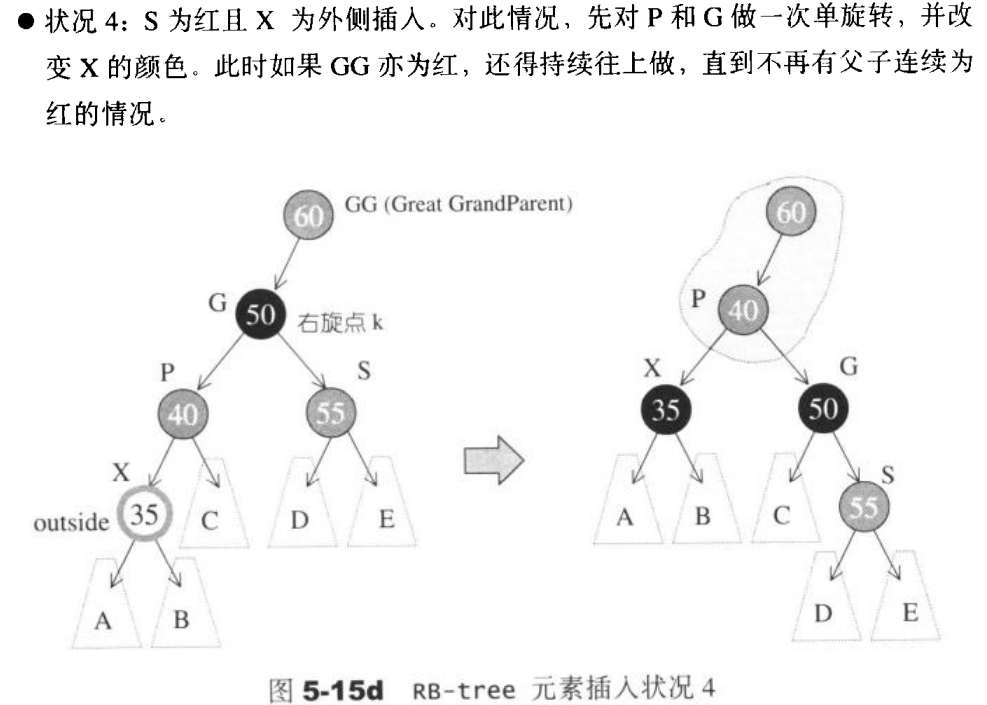 ● 状况 4：S 为红且 X 为外侧插入。对此情况，先对 P 和 G 做一次单旋转，并改
变 X 的颜色。此时如果 GG 亦为红，还得持续往上做，直到不再有父子连续为
红的情况。
60 GG (Great GrandParent)
G 50 右旋点 k
P S
40 55
X
outside 35 C D E
A B
60
P 40
X G
35 50
A B C S
55
D E
图 5-15d RB-tree 元素插入状况 4